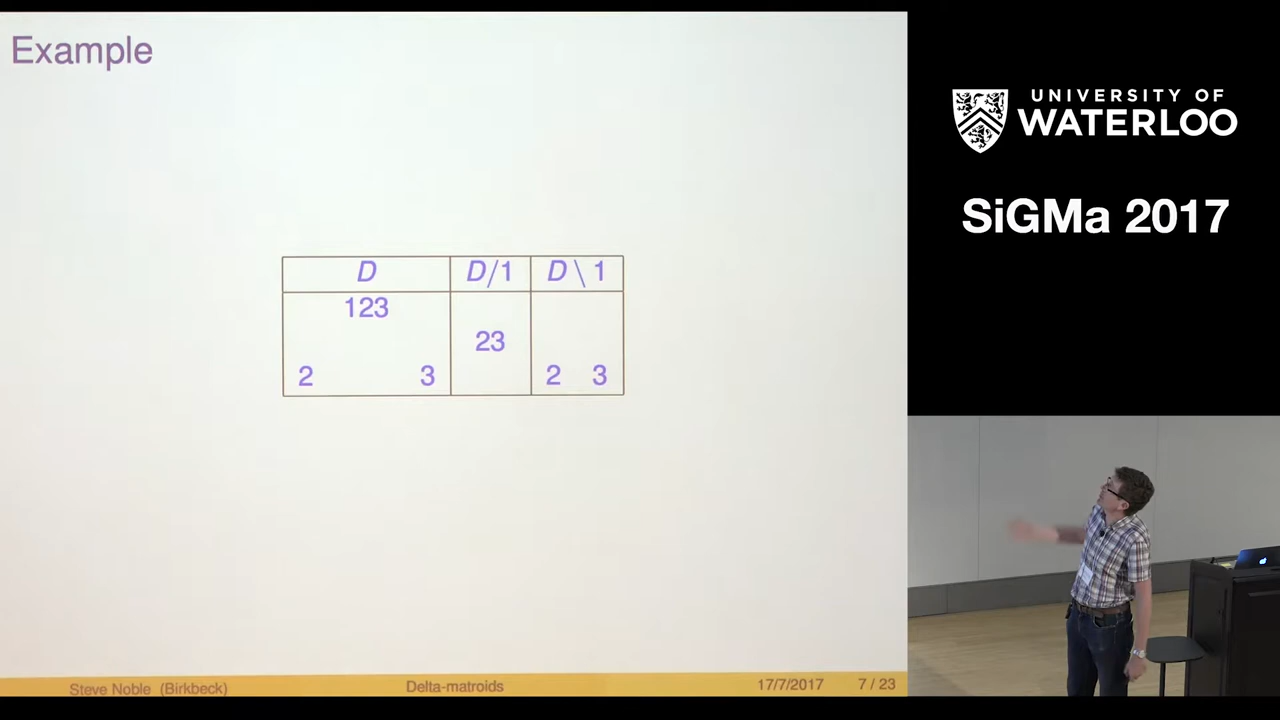 Example
D D/1 D \ 1
123
23
2 3 2 3
Steve Noble (Birkbeck) Delta-matroids 17/7/2017 7 / 23
UNIVERSITY OF
WATERLOO
SiGMa 2017